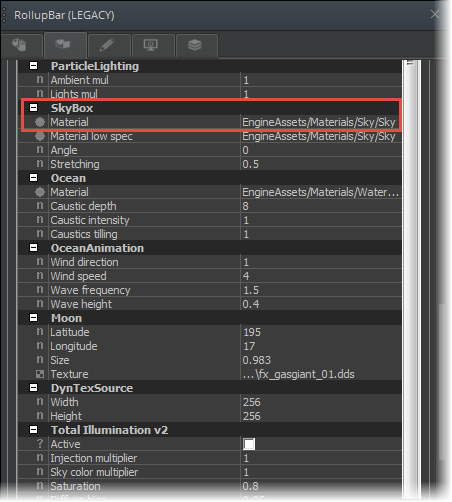 RollupBar (LEGACY)
ParticleLighting
n Ambient mul 1
n Lights mul 1
SkyBox
Material EngineAssets/Materials/Sky/Sky
Material low spec EngineAssets/Materials/Sky/Sky
n Angle 0
n Stretching 0.5
Ocean
Material EngineAssets/Materials/Water...
n Caustic depth 8
n Caustic intensity 1
n Caustics tilling 1
OceanAnimation
n Wind direction 1
n Wind speed 4
n Wave frequency 1.5
n Wave height 0.4
Moon
n Latitude 195
n Longitude 17
n Size 0.983
Texture ...\fx_gasgiant_01.dds
DynTexSource
n Width 256
n Height 256
Total Illumination v2
? Active
n Injection multiplier 1
n Sky color multiplier 1
n Saturation 0.8